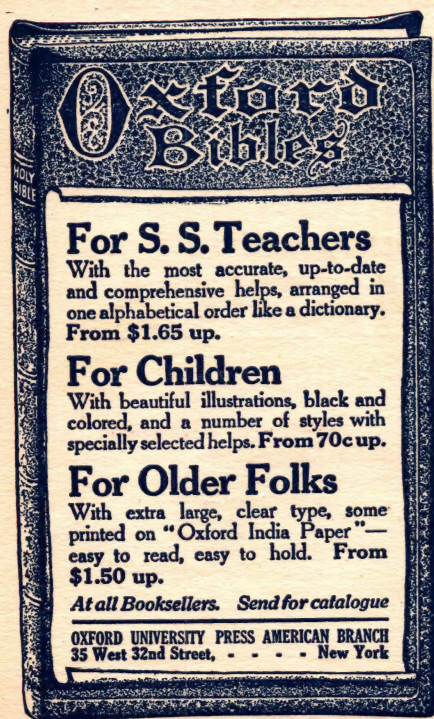 Oxford
Bibles
HOLY
BIBLE
For S. S. Teachers
With the most accurate, up-to-date
and comprehensive helps, arranged in
one alphabetical order like a dictionary.
From $1.65 up.
For Children
With beautiful illustrations, black and
colored, and a number of styles with
specially selected helps. From 70c up.
For Older Folks
With extra large, clear type, some
printed on "Oxford India Paper"—
easy to read, easy to hold. From
$1.50 up.
At all Booksellers. Send for catalogue
OXFORD UNIVERSITY PRESS AMERICAN BRANCH
35 West 32nd Street, - - - - New York